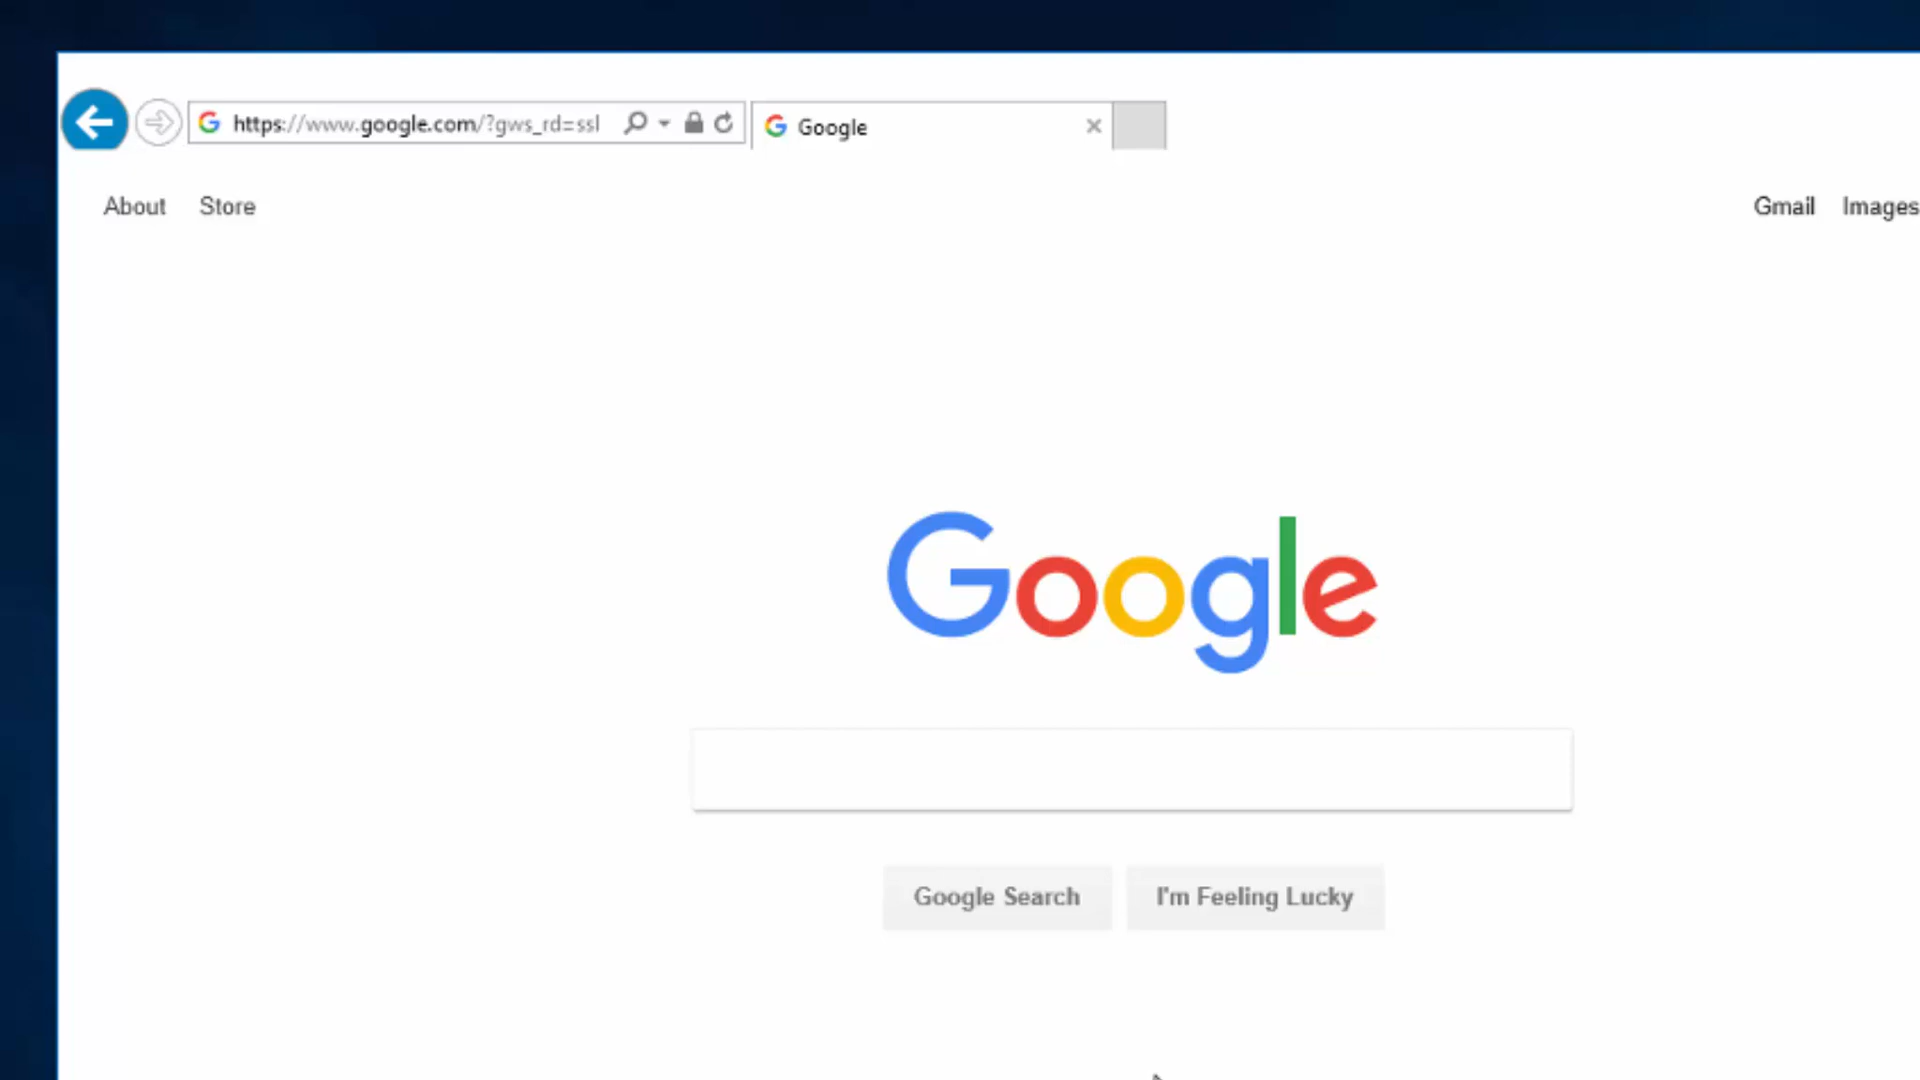 https://www.google.com/?gws_rd=ssl
Google
About Store
Gmail Images
Google
Google Search
I'm Feeling Lucky